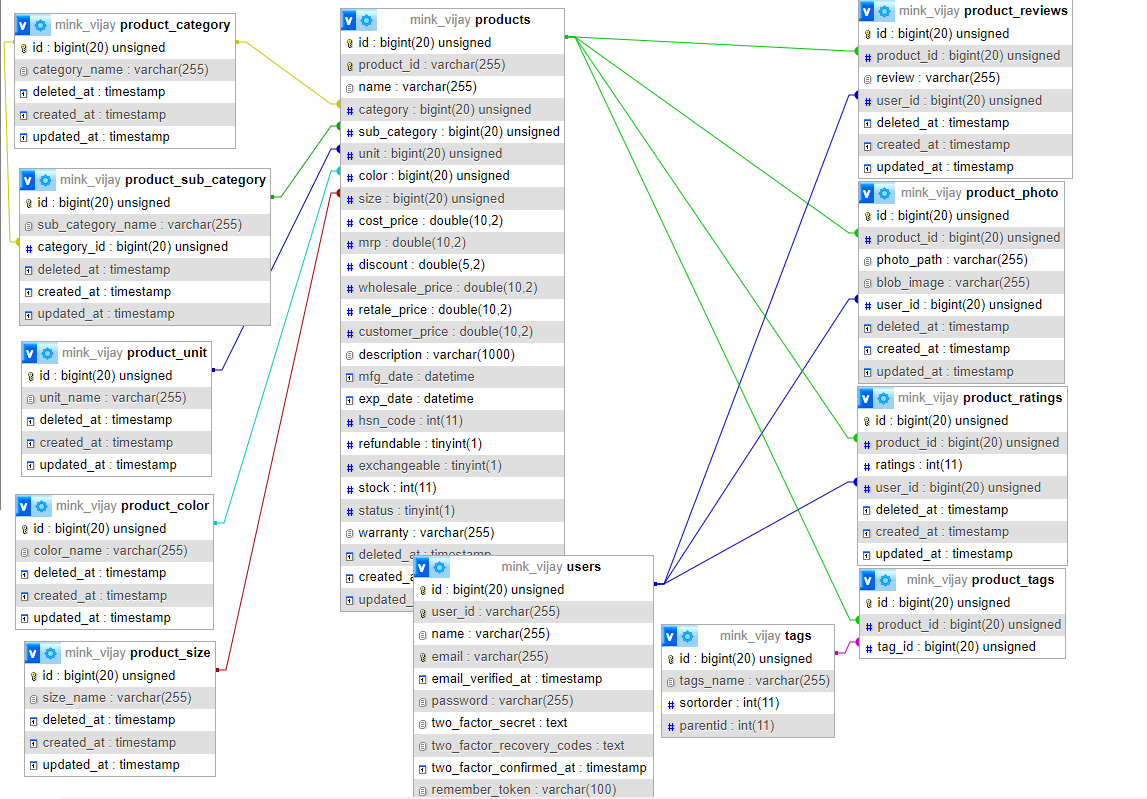 mink_vijay product_category
id : bigint(20) unsigned
category_name : varchar(255)
deleted_at : timestamp
created_at : timestamp
updated_at : timestamp
mink_vijay product_sub_category
id : bigint(20) unsigned
sub_category_name : varchar(255)
category_id : bigint(20) unsigned
deleted_at : timestamp
created_at : timestamp
updated_at : timestamp
mink_vijay product_unit
id : bigint(20) unsigned
unit_name : varchar(255)
deleted_at : timestamp
created_at : timestamp
updated_at : timestamp
mink_vijay product_color
id : bigint(20) unsigned
color_name : varchar(255)
deleted_at : timestamp
created_at : timestamp
updated_at : timestamp
mink_vijay product_size
id : bigint(20) unsigned
size_name : varchar(255)
deleted_at : timestamp
created_at : timestamp
updated_at : timestamp
mink_vijay products
id : bigint(20) unsigned
product_id : varchar(255)
name : varchar(255)
# category : bigint(20) unsigned
# sub_category : bigint(20) unsigned
# unit : bigint(20) unsigned
# color : bigint(20) unsigned
# size : bigint(20) unsigned
# cost_price : double(10,2)
# mrp : double(10,2)
# discount : double(5,2)
# wholesale_price : double(10,2)
# retale_price : double(10,2)
# customer_price : double(10,2)
description : varchar(1000)
mfg_date : datetime
exp_date : datetime
# hsn_code : int(11)
# refundable : tinyint(1)
# exchangeable : tinyint(1)
# stock : int(11)
# status : tinyint(1)
warranty : varchar(255)
deleted_at : timestamp
created_a
updated_
mink_vijay users
id : bigint(20) unsigned
user_id : varchar(255)
name : varchar(255)
email : varchar(255)
email_verified_at : timestamp
password : varchar(255)
two_factor_secret : text
two_factor_recovery_codes : text
two_factor_confirmed_at : timestamp
remember_token : varchar(100)
mink_vijay tags
id : bigint(20) unsigned
tags_name : varchar(255)
# sortorder : int(11)
# parentid : int(11)
mink_vijay product_reviews
id : bigint(20) unsigned
# product_id : bigint(20) unsigned
review : varchar(255)
# user_id : bigint(20) unsigned
deleted_at : timestamp
created_at : timestamp
updated_at : timestamp
mink_vijay product_photo
id : bigint(20) unsigned
# product_id : bigint(20) unsigned
photo_path : varchar(255)
blob_image : varchar(255)
# user_id : bigint(20) unsigned
deleted_at : timestamp
created_at : timestamp
updated_at : timestamp
mink_vijay product_ratings
id : bigint(20) unsigned
# product_id : bigint(20) unsigned
# ratings : int(11)
# user_id : bigint(20) unsigned
deleted_at : timestamp
created_at : timestamp
updated_at : timestamp
mink_vijay product_tags
id : bigint(20) unsigned
# product_id : bigint(20) unsigned
# tag_id : bigint(20) unsigned